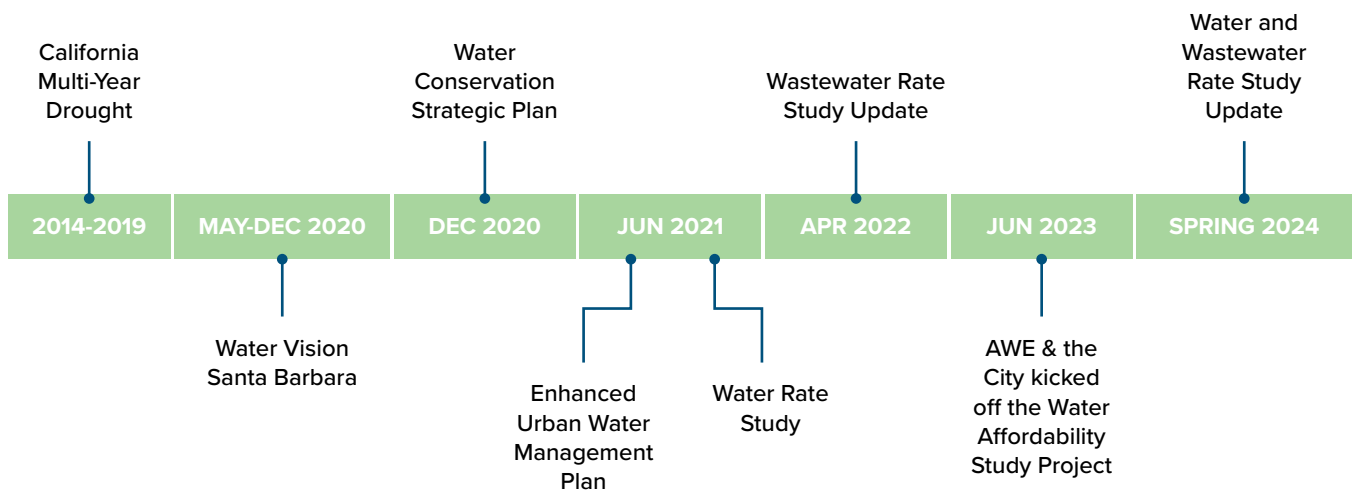 California
Multi-Year
Drought
Water
Conservation
Strategic Plan
Wastewater Rate
Study Update
Water and
Wastewater
Rate Study
Update
2014-2019
MAY-DEC 2020
DEC 2020
JUN 2021
APR 2022
JUN 2023
SPRING 2024
Water Vision
Santa Barbara
Enhanced
Urban Water
Management
Plan
Water Rate
Study
AWE & the
City kicked
off the Water
Affordability
Study Project